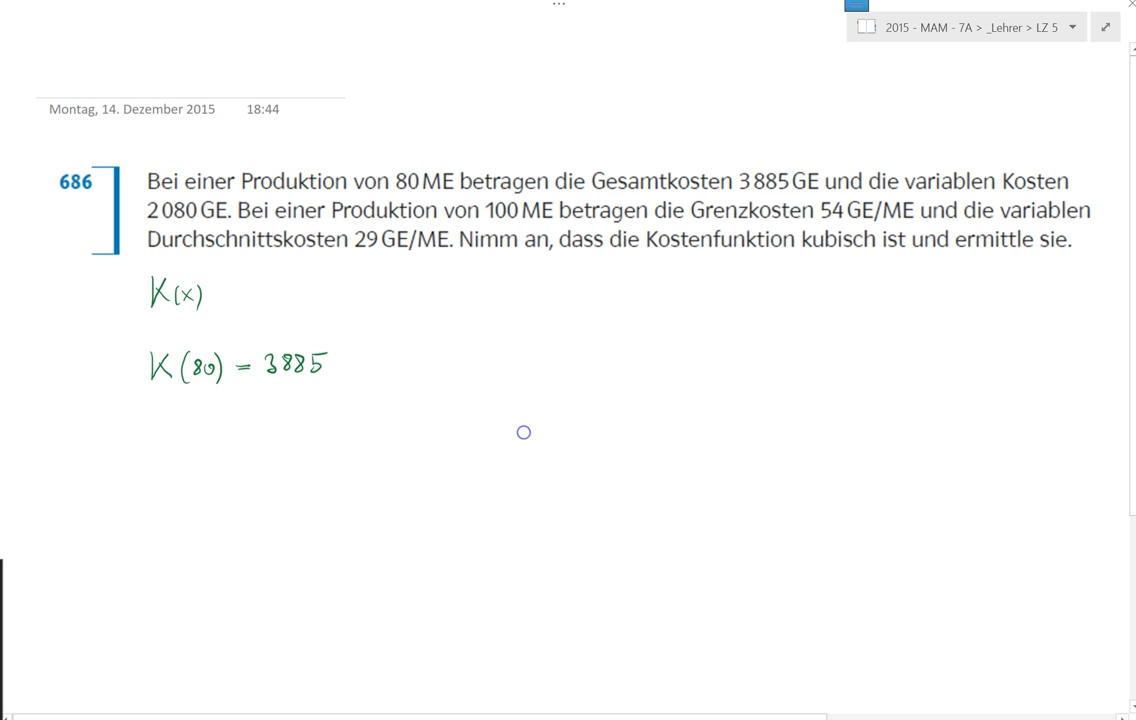 ...
2015 - MAM - 7A > _Lehrer > LZ 5
Montag, 14. Dezember 2015 18:44
686 Bei einer Produktion von 80 ME betragen die Gesamtkosten 3 885 GE und die variablen Kosten
2 080 GE. Bei einer Produktion von 100 ME betragen die Grenzkosten 54 GE/ME und die variablen
Durchschnittskosten 29 GE/ME. Nimm an, dass die Kostenfunktion kubisch ist und ermittle sie.
K(x)
K(80) = 3885